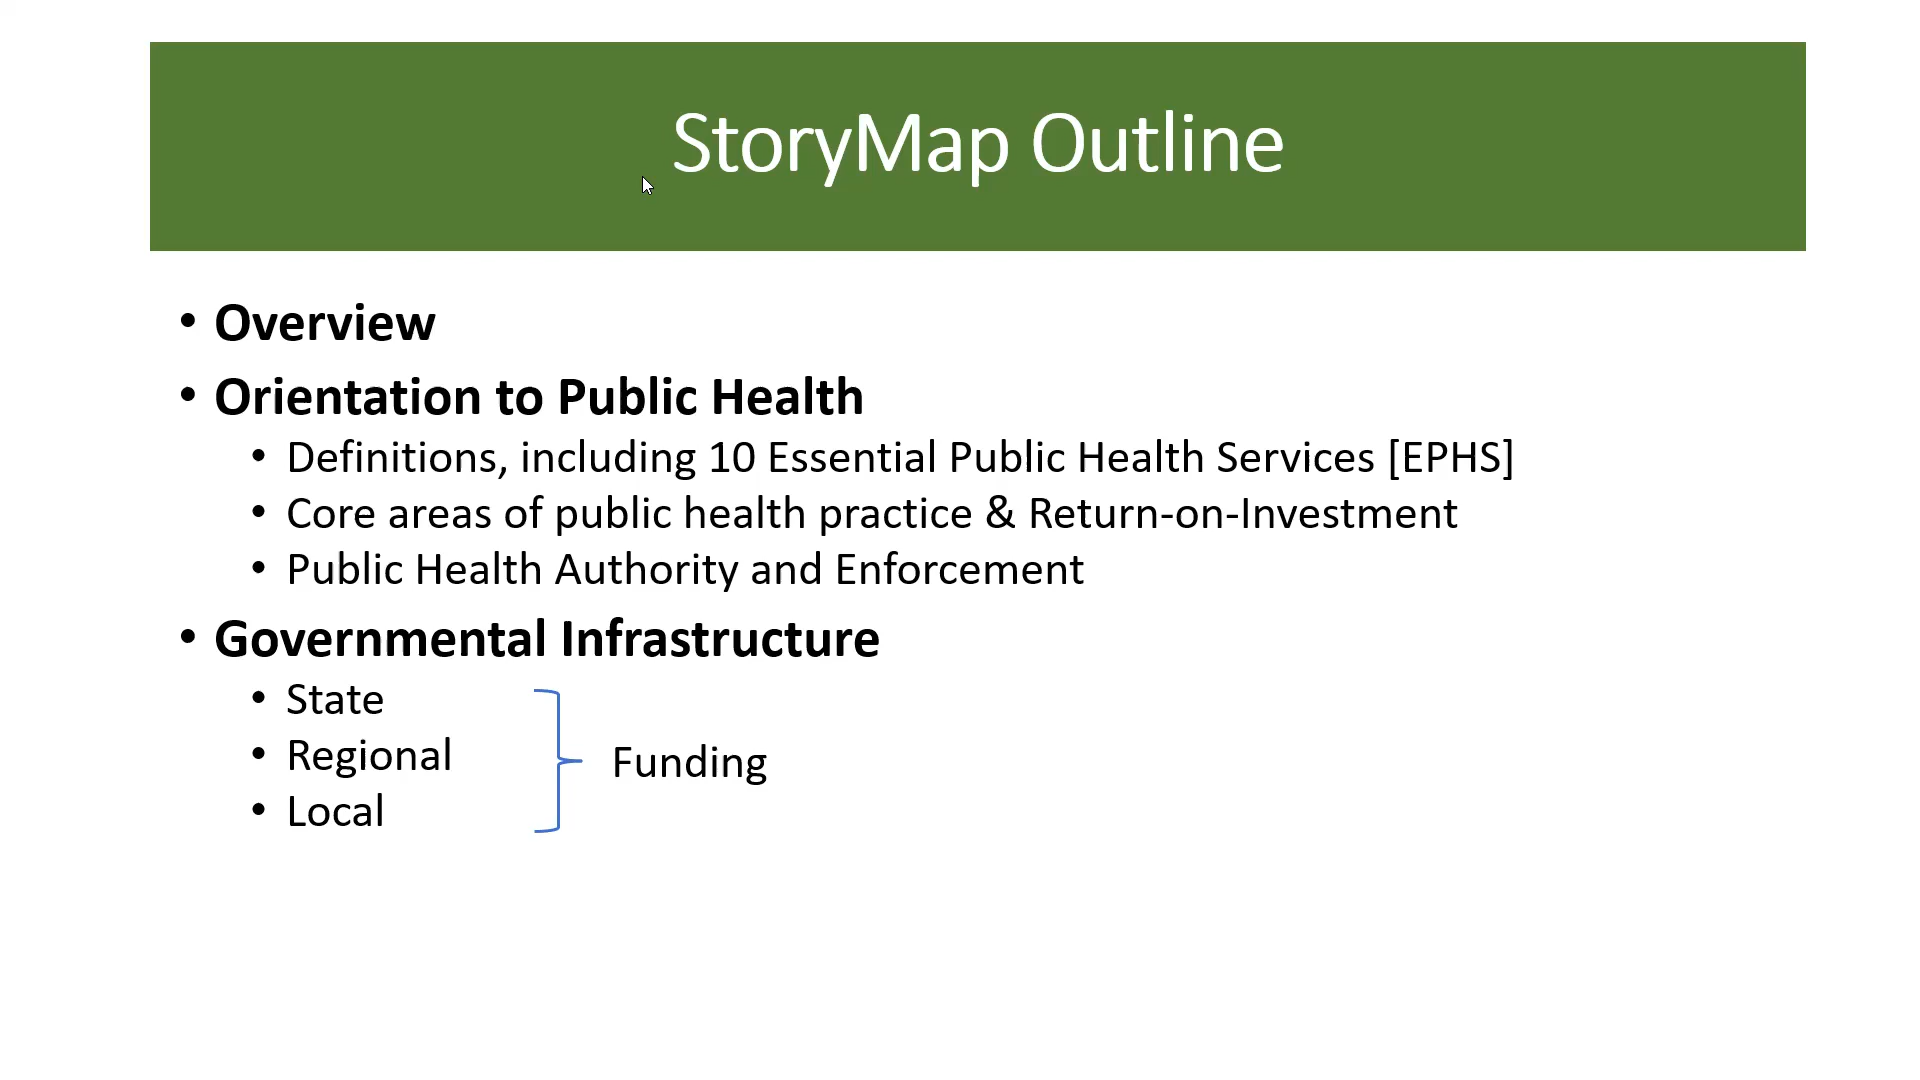 StoryMap Outline
• Overview
• Orientation to Public Health
• Definitions, including 10 Essential Public Health Services [EPHS]
• Core areas of public health practice & Return-on-Investment
• Public Health Authority and Enforcement
• Governmental Infrastructure
• State
• Regional
Funding
• Local